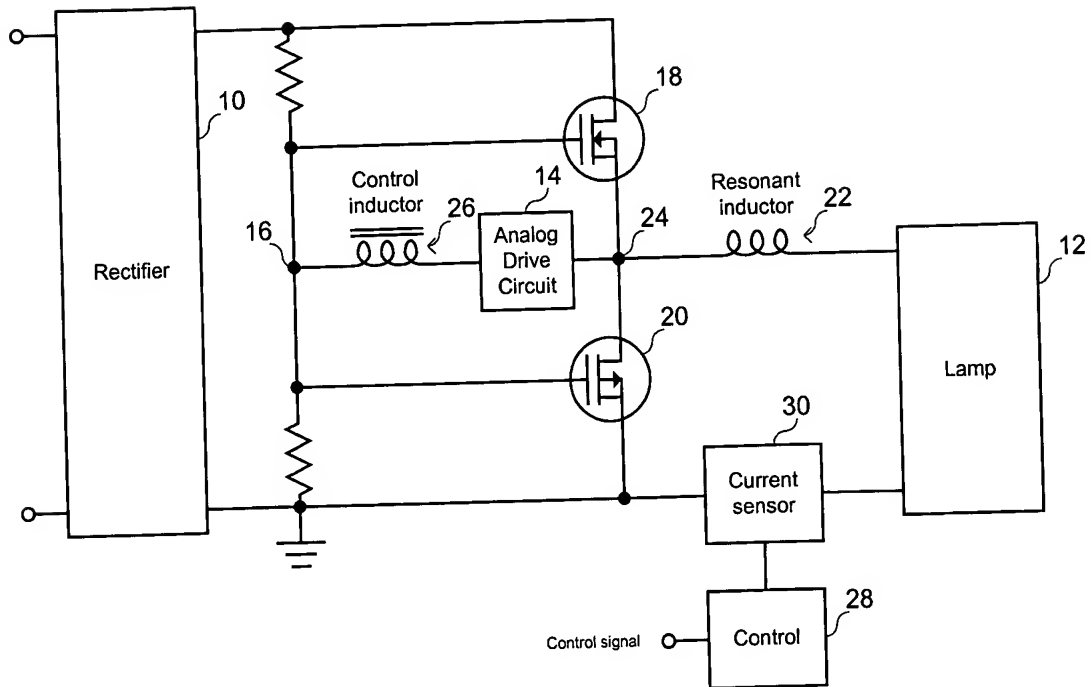 18
10
Control
inductor
14
Resonant
inductor
22
26
24
16
Analog
Drive
Circuit
12
Rectifier
20
Lamp
30
Current
sensor
28
Control signal
Control